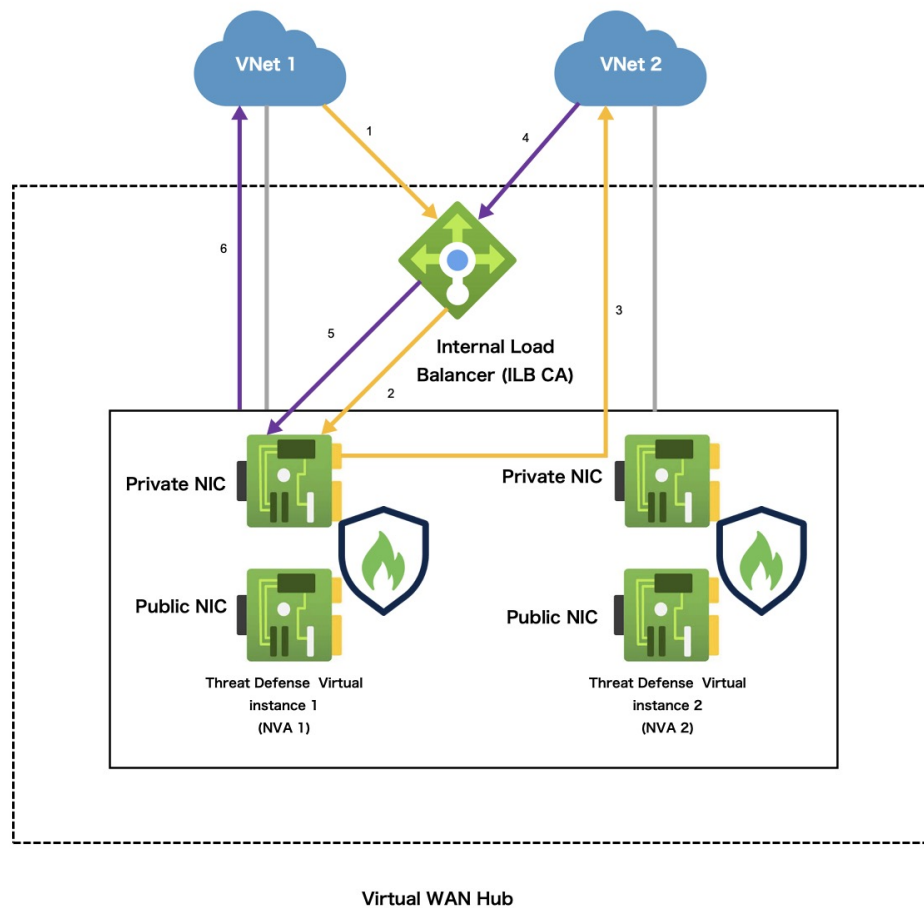 VNet 1
VNet 2
1
4
6
3
5
Internal Load
Balancer (ILB CA)
2
Private NIC
Private NIC
Public NIC
Public NIC
Threat Defense Virtual
instance 1
(NVA 1)
Threat Defense Virtual
instance 2
(NVA 2)
Virtual WAN Hub